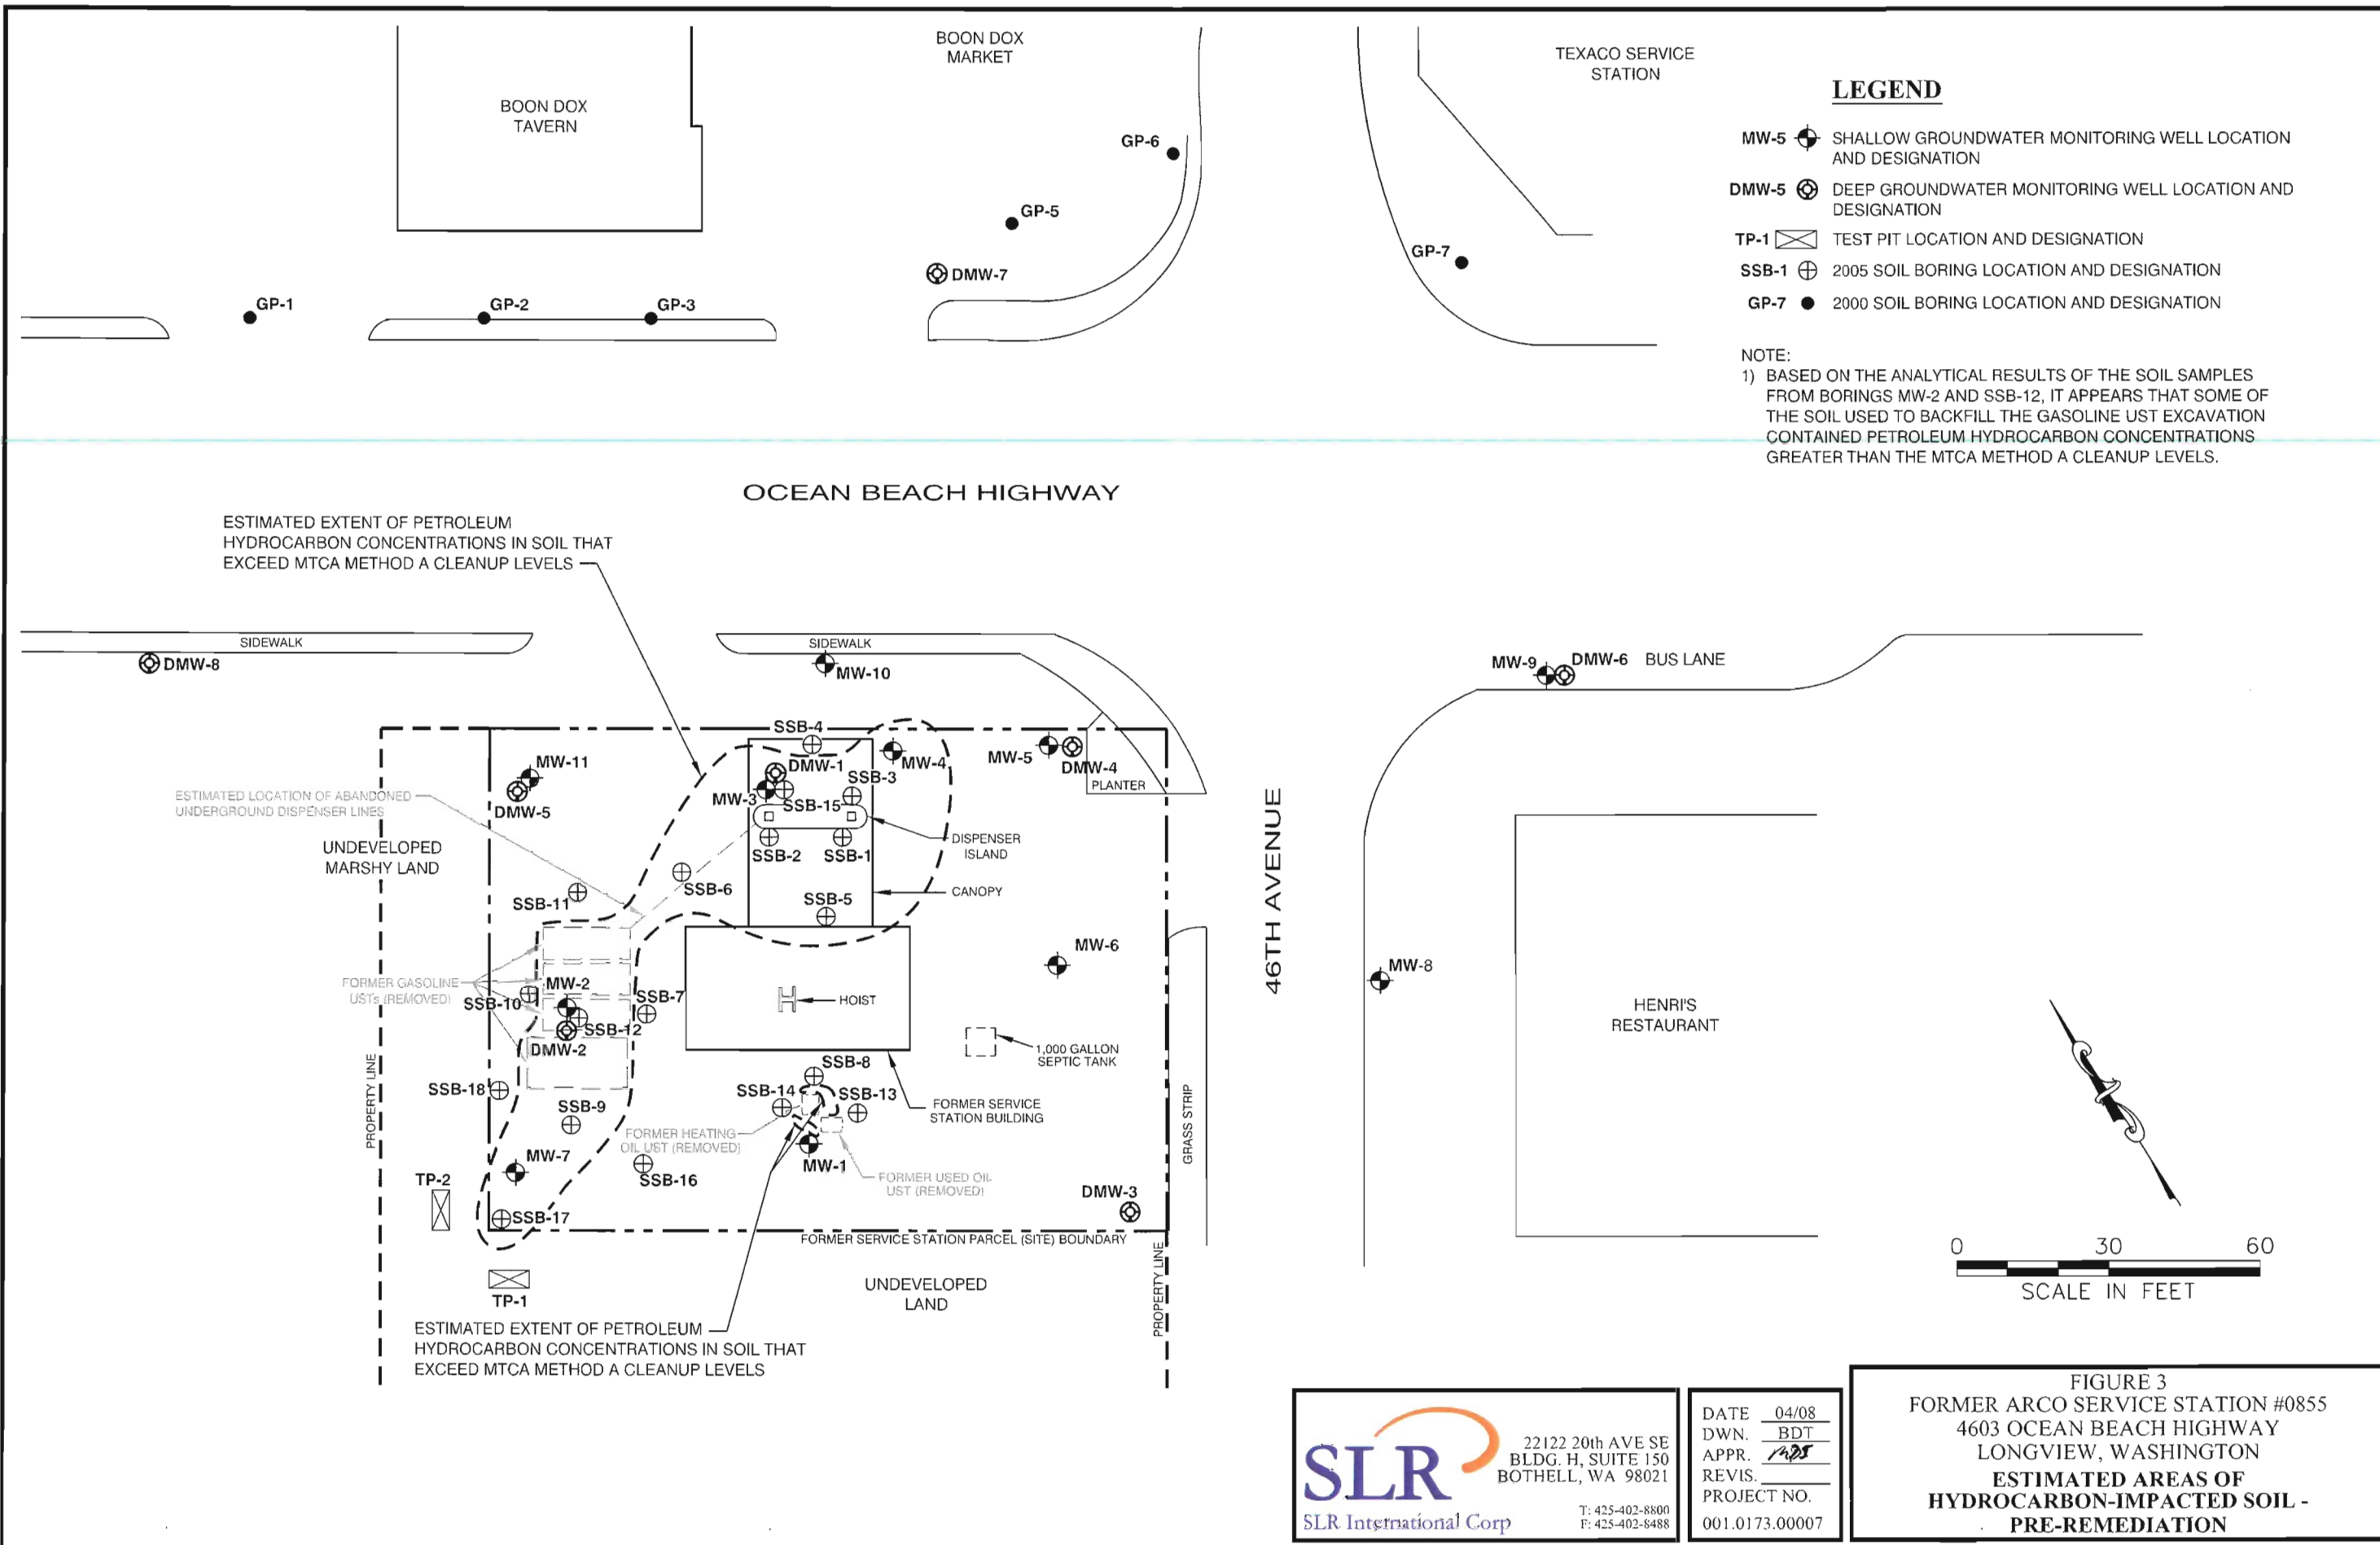 BOON DOX
MARKET
TEXACO SERVICE
STATION
BOON DOX
TAVERN
LEGEND
MW-5 SHALLOW GROUNDWATER MONITORING WELL LOCATION
AND DESIGNATION
DMW-5 DEEP GROUNDWATER MONITORING WELL LOCATION AND
DESIGNATION
TP-1 TEST PIT LOCATION AND DESIGNATION
SSB-1 2005 SOIL BORING LOCATION AND DESIGNATION
GP-7 2000 SOIL BORING LOCATION AND DESIGNATION
NOTE:
1) BASED ON THE ANALYTICAL RESULTS OF THE SOIL SAMPLES
FROM BORINGS MW-2 AND SSB-12, IT APPEARS THAT SOME OF
THE SOIL USED TO BACKFILL THE GASOLINE UST EXCAVATION
CONTAINED PETROLEUM HYDROCARBON CONCENTRATIONS
GREATER THAN THE MTCA METHOD A CLEANUP LEVELS.
GP-6
GP-5
GP-7
DMW-7
GP-1
GP-2
GP-3
OCEAN BEACH HIGHWAY
ESTIMATED EXTENT OF PETROLEUM
HYDROCARBON CONCENTRATIONS IN SOIL THAT
EXCEED MTCA METHOD A CLEANUP LEVELS
SIDEWALK
SIDEWALK
DMW-8
MW-10
MW-9
DMW-6
BUS LANE
SSB-4
MW-11
DMW-1
MW-4
MW-5
DMW-4
SSB-3
PLANTER
ESTIMATED LOCATION OF ABANDONED
UNDERGROUND DISPENSER LINES
DMW-5
MW-3
SSB-15
UNDEVELOPED
MARSHY LAND
SSB-2
SSB-1
DISPENSER
ISLAND
SSB-6
CANOPY
SSB-11
SSB-5
46TH AVENUE
MW-6
MW-8
FORMER GASOLINE
USTs (REMOVED)
MW-2
SSB-10
SSB-7
HOIST
HENRI'S
RESTAURANT
SSB-12
DMW-2
1,000 GALLON
SEPTIC TANK
SSB-8
PROPERTY LINE
SSB-18
SSB-14
SSB-13
SSB-9
FORMER SERVICE
STATION BUILDING
GRASS STRIP
FORMER HEATING
OIL UST (REMOVED)
MW-7
MW-1
TP-2
SSB-16
FORMER USED OIL
UST (REMOVED)
DMW-3
SSB-17
FORMER SERVICE STATION PARCEL (SITE) BOUNDARY
PROPERTY LINE
TP-1
UNDEVELOPED
LAND
0 30 60
SCALE IN FEET
ESTIMATED EXTENT OF PETROLEUM
HYDROCARBON CONCENTRATIONS IN SOIL THAT
EXCEED MTCA METHOD A CLEANUP LEVELS
SLR
SLR International Corp
22122 20th AVE SE
BLDG. H, SUITE 150
BOTHELL, WA 98021
T: 425-402-8800
F: 425-402-8488
DATE 04/08
DWN. BDT
APPR.
REVIS.
PROJECT NO.
001.0173.00007
FIGURE 3
FORMER ARCO SERVICE STATION #0855
4603 OCEAN BEACH HIGHWAY
LONGVIEW, WASHINGTON
ESTIMATED AREAS OF
HYDROCARBON-IMPACTED SOIL -
PRE-REMEDIATION